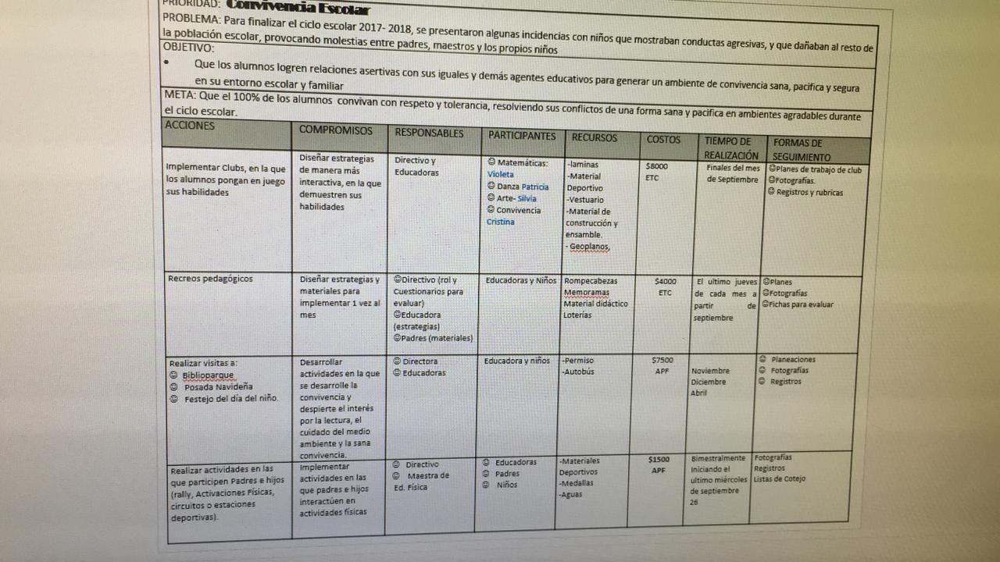 PRIORIDAD: Convivencia Escolar
PROBLEMA: Para finalizar el ciclo escolar 2017- 2018, se presentaron algunas incidencias con niños que mostraban conductas agresivas, y que dañaban al resto de
la población escolar, provocando molestias entre padres, maestros y los propios niños
OBJETIVO:
• Que los alumnos logren relaciones asertivas con sus iguales y demás agentes educativos para generar un ambiente de convivencia sana, pacifica y segura
en su entorno escolar y familiar
META: Que el 100% de los alumnos convivan con respeto y tolerancia, resolviendo sus conflictos de una forma sana y pacifica en ambientes agradables durante
el ciclo escolar.
ACCIONES
COMPROMISOS
RESPONSABLES
PARTICIPANTES
RECURSOS
COSTOS
TIEMPO DE
REALIZACIÓN
FORMAS DE
SEGUIMIENTO
Implementar Clubs, en la que
los alumnos pongan en juego
sus habilidades
Diseñar estrategias
de manera más
interactiva, en la que
demuestren sus
habilidades
Directivo y
Educadoras
☺ Matemáticas:
Violeta
☺ Danza Patricia
☺ Arte- Silvia
☺ Convivencia
Cristina
-laminas
-Material
Deportivo
-Vestuario
-Material de
construcción y
ensamble.
- Geoplanos,
$8000
ETC
Finales del mes
de Septiembre
☺Planes de trabajo de club
☺Fotografías.
☺ Registros y rubricas
Recreos pedagógicos
Diseñar estrategias y
materiales para
implementar 1 vez al
mes
☺Directivo (rol y
Cuestionarios para
evaluar)
☺Educadora
(estrategias)
☺Padres (materiales)
Educadoras y Niños
Rompecabezas
Memoramas
Material didáctico
Loterías
$4000
ETC
El ultimo jueves
de cada mes a
partir de
septiembre
☺Planes
☺Fotografías
☺Fichas para evaluar
Realizar visitas a:
☺ Biblioparque
☺ Posada Navideña
☺ Festejo del día del niño.
Desarrollar
actividades en la que
se desarrolle la
convivencia y
despierte el interés
por la lectura, el
cuidado del medio
ambiente y la sana
convivencia.
☺ Directora
☺ Educadoras
Educadora y niños
-Permiso
-Autobús
$7500
APF
Noviembre
Diciembre
Abril
☺ Planeaciones
☺ Fotografías
☺ Registros
Realizar actividades en las
que participen Padres e hijos
(rally, Activaciones Físicas,
circuitos o estaciones
deportivas).
Implementar
actividades en las
que padres e hijos
interactúen en
actividades físicas
☺ Directivo
☺ Maestra de
Ed. Física
☺ Educadoras
☺ Padres
☺ Niños
-Materiales
Deportivos
-Medallas
-Aguas
$1500
APF
Bimestralmente
Iniciando el
ultimo miércoles
de septiembre
26
Fotografías
Registros
Listas de Cotejo